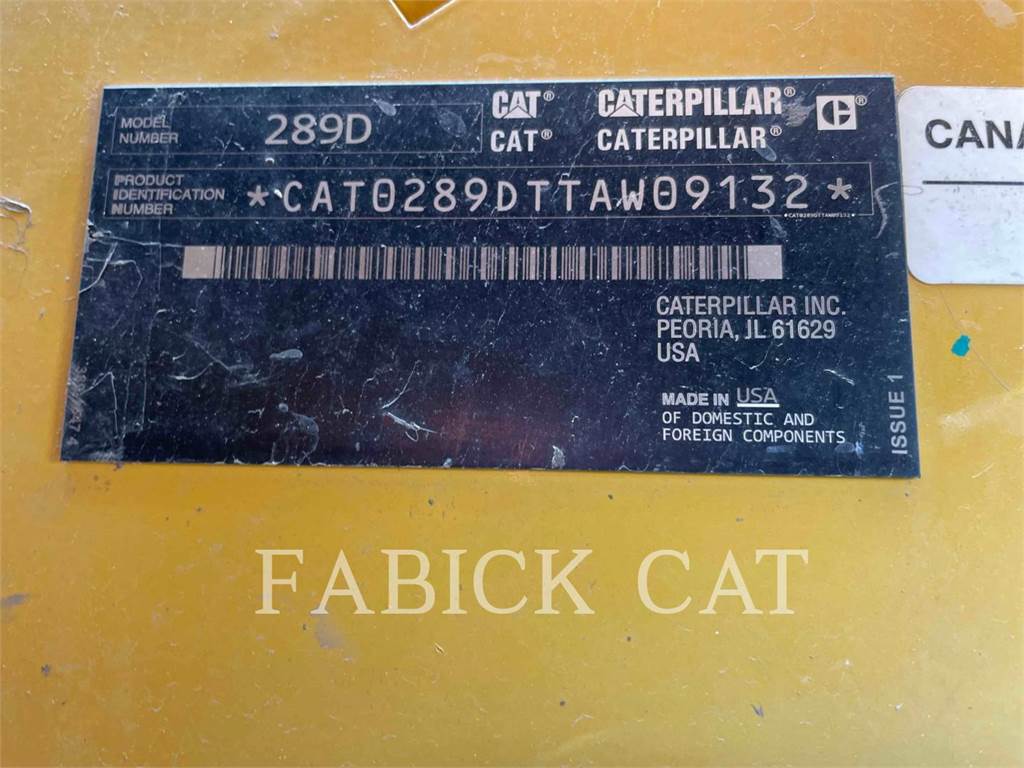 MODEL
NUMBER
289D
CAT® CATERPILLAR® ®
CAT® CATERPILLAR®
PRODUCT
IDENTIFICATION
NUMBER
*CAT0289DTTAW09132*
*CAT0289DTTAW09132*
CATERPILLAR INC.
PEORIA, IL 61629
USA
MADE IN USA
OF DOMESTIC AND
FOREIGN COMPONENTS
ISSUE 1
CANA
FABICK CAT